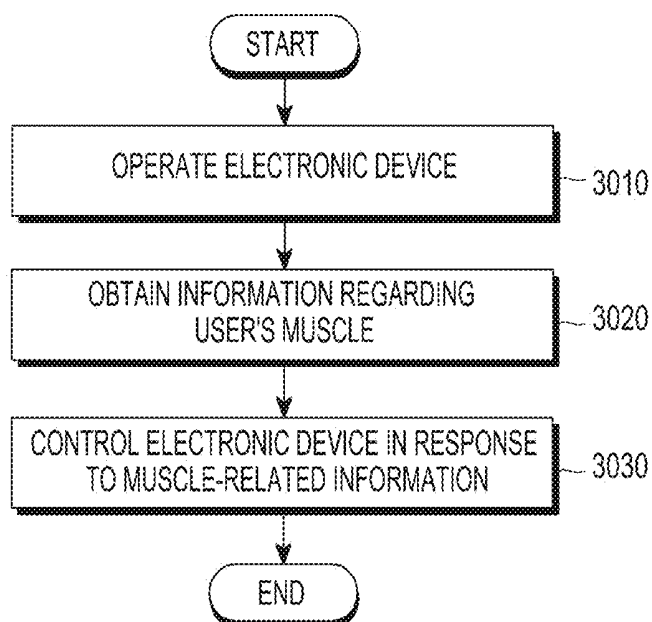 START
OPERATE ELECTRONIC DEVICE
3010
OBTAIN INFORMATION REGARDING
USER'S MUSCLE
3020
CONTROL ELECTRONIC DEVICE IN RESPONSE
TO MUSCLE-RELATED INFORMATION
3030
END